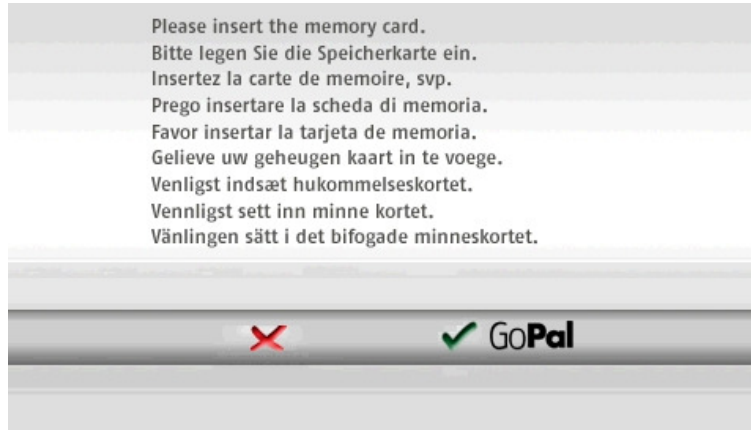 Please insert the memory card.
Bitte legen Sie die Speicherkarte ein.
Insertez la carte de memoire, svp.
Prego insertare la scheda di memoria.
Favor insertar la tarjeta de memoria.
Gelieve uw geheugen kaart in te voege.
Venligst indsæt hukommelseskortet.
Vennligst sett inn minne kortet.
Vänlingen sätt i det bifogade minneskortet.
GoPal